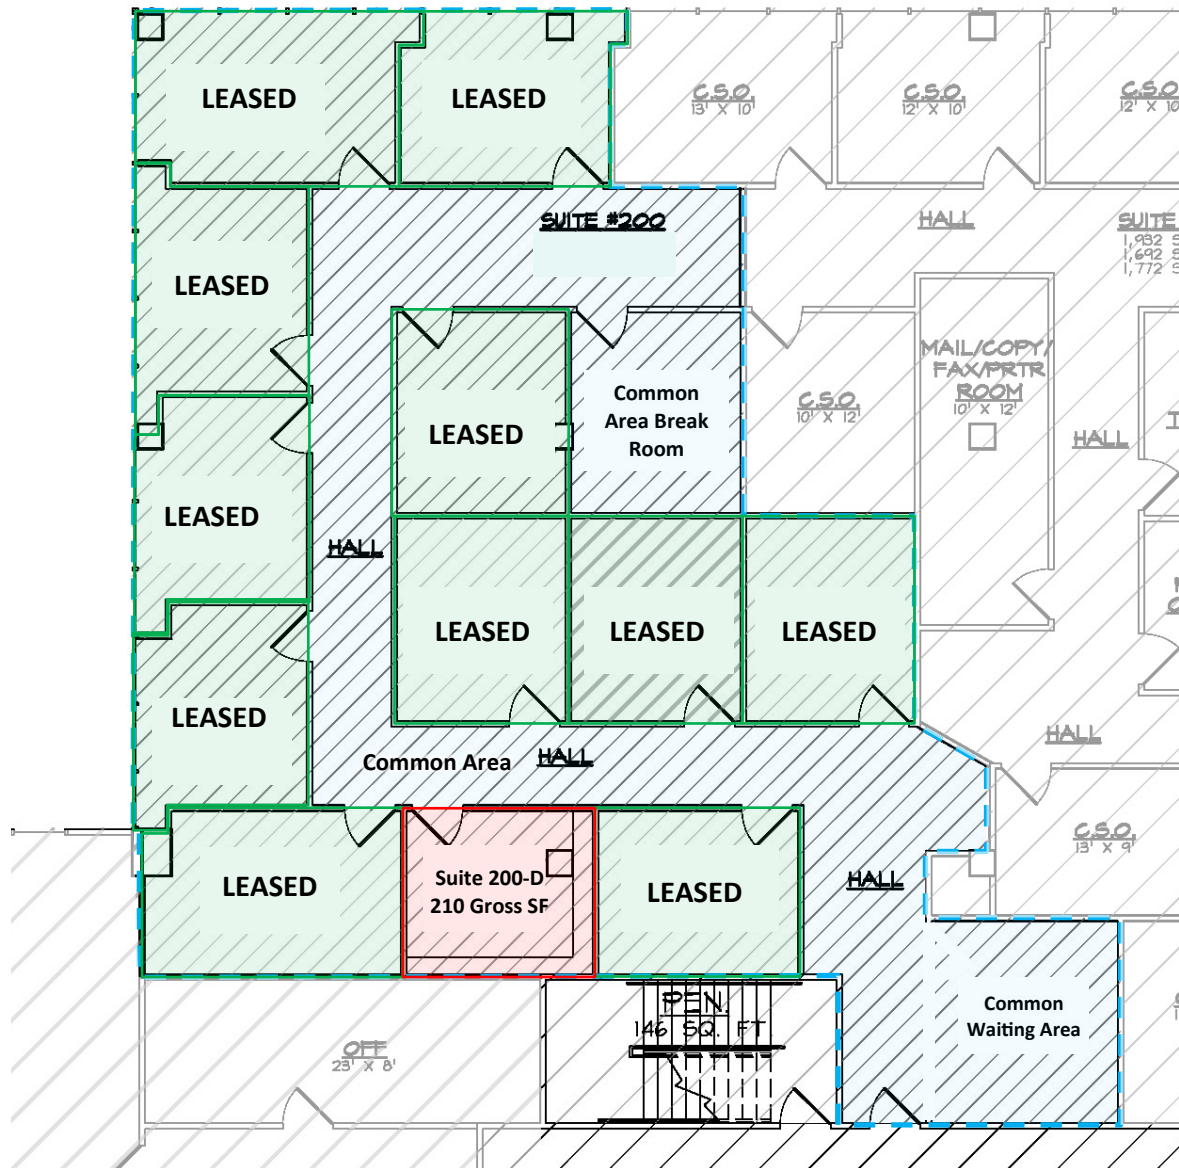 LEASED
LEASED
C.S.O.
13' X 10'
C.S.O.
12' X 10'
C.S.O.
12' X 10'
SUITE #200
HALL
SUITE
1,932 S
1,692 S
1,772 S
LEASED
MAIL/COPY/
FAX/PRTR
ROOM
10' X 12'
Common
Area Break
Room
C.S.O.
10' X 12'
LEASED
HALL
LEASED
HALL
LEASED
LEASED
LEASED
LEASED
HALL
Common Area
HALL
C.S.O.
13' X 9'
LEASED
Suite 200-D
210 Gross SF
LEASED
HALL
PEN.
146 SQ. FT
Common
Waiting Area
OFF
23' X 8'